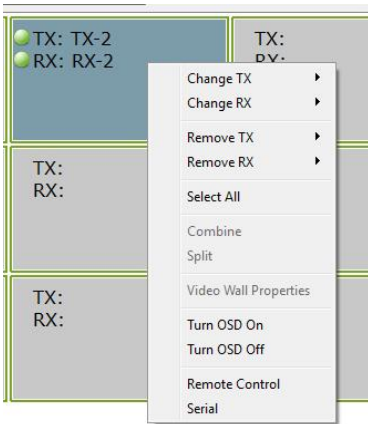 TX: TX-2
RX: RX-2
TX:
RX:
Change TX
Change RX
Remove TX
Remove RX
Select All
Combine
Split
Video Wall Properties
Turn OSD On
Turn OSD Off
Remote Control
Serial
TX:
RX:
TX:
RX: